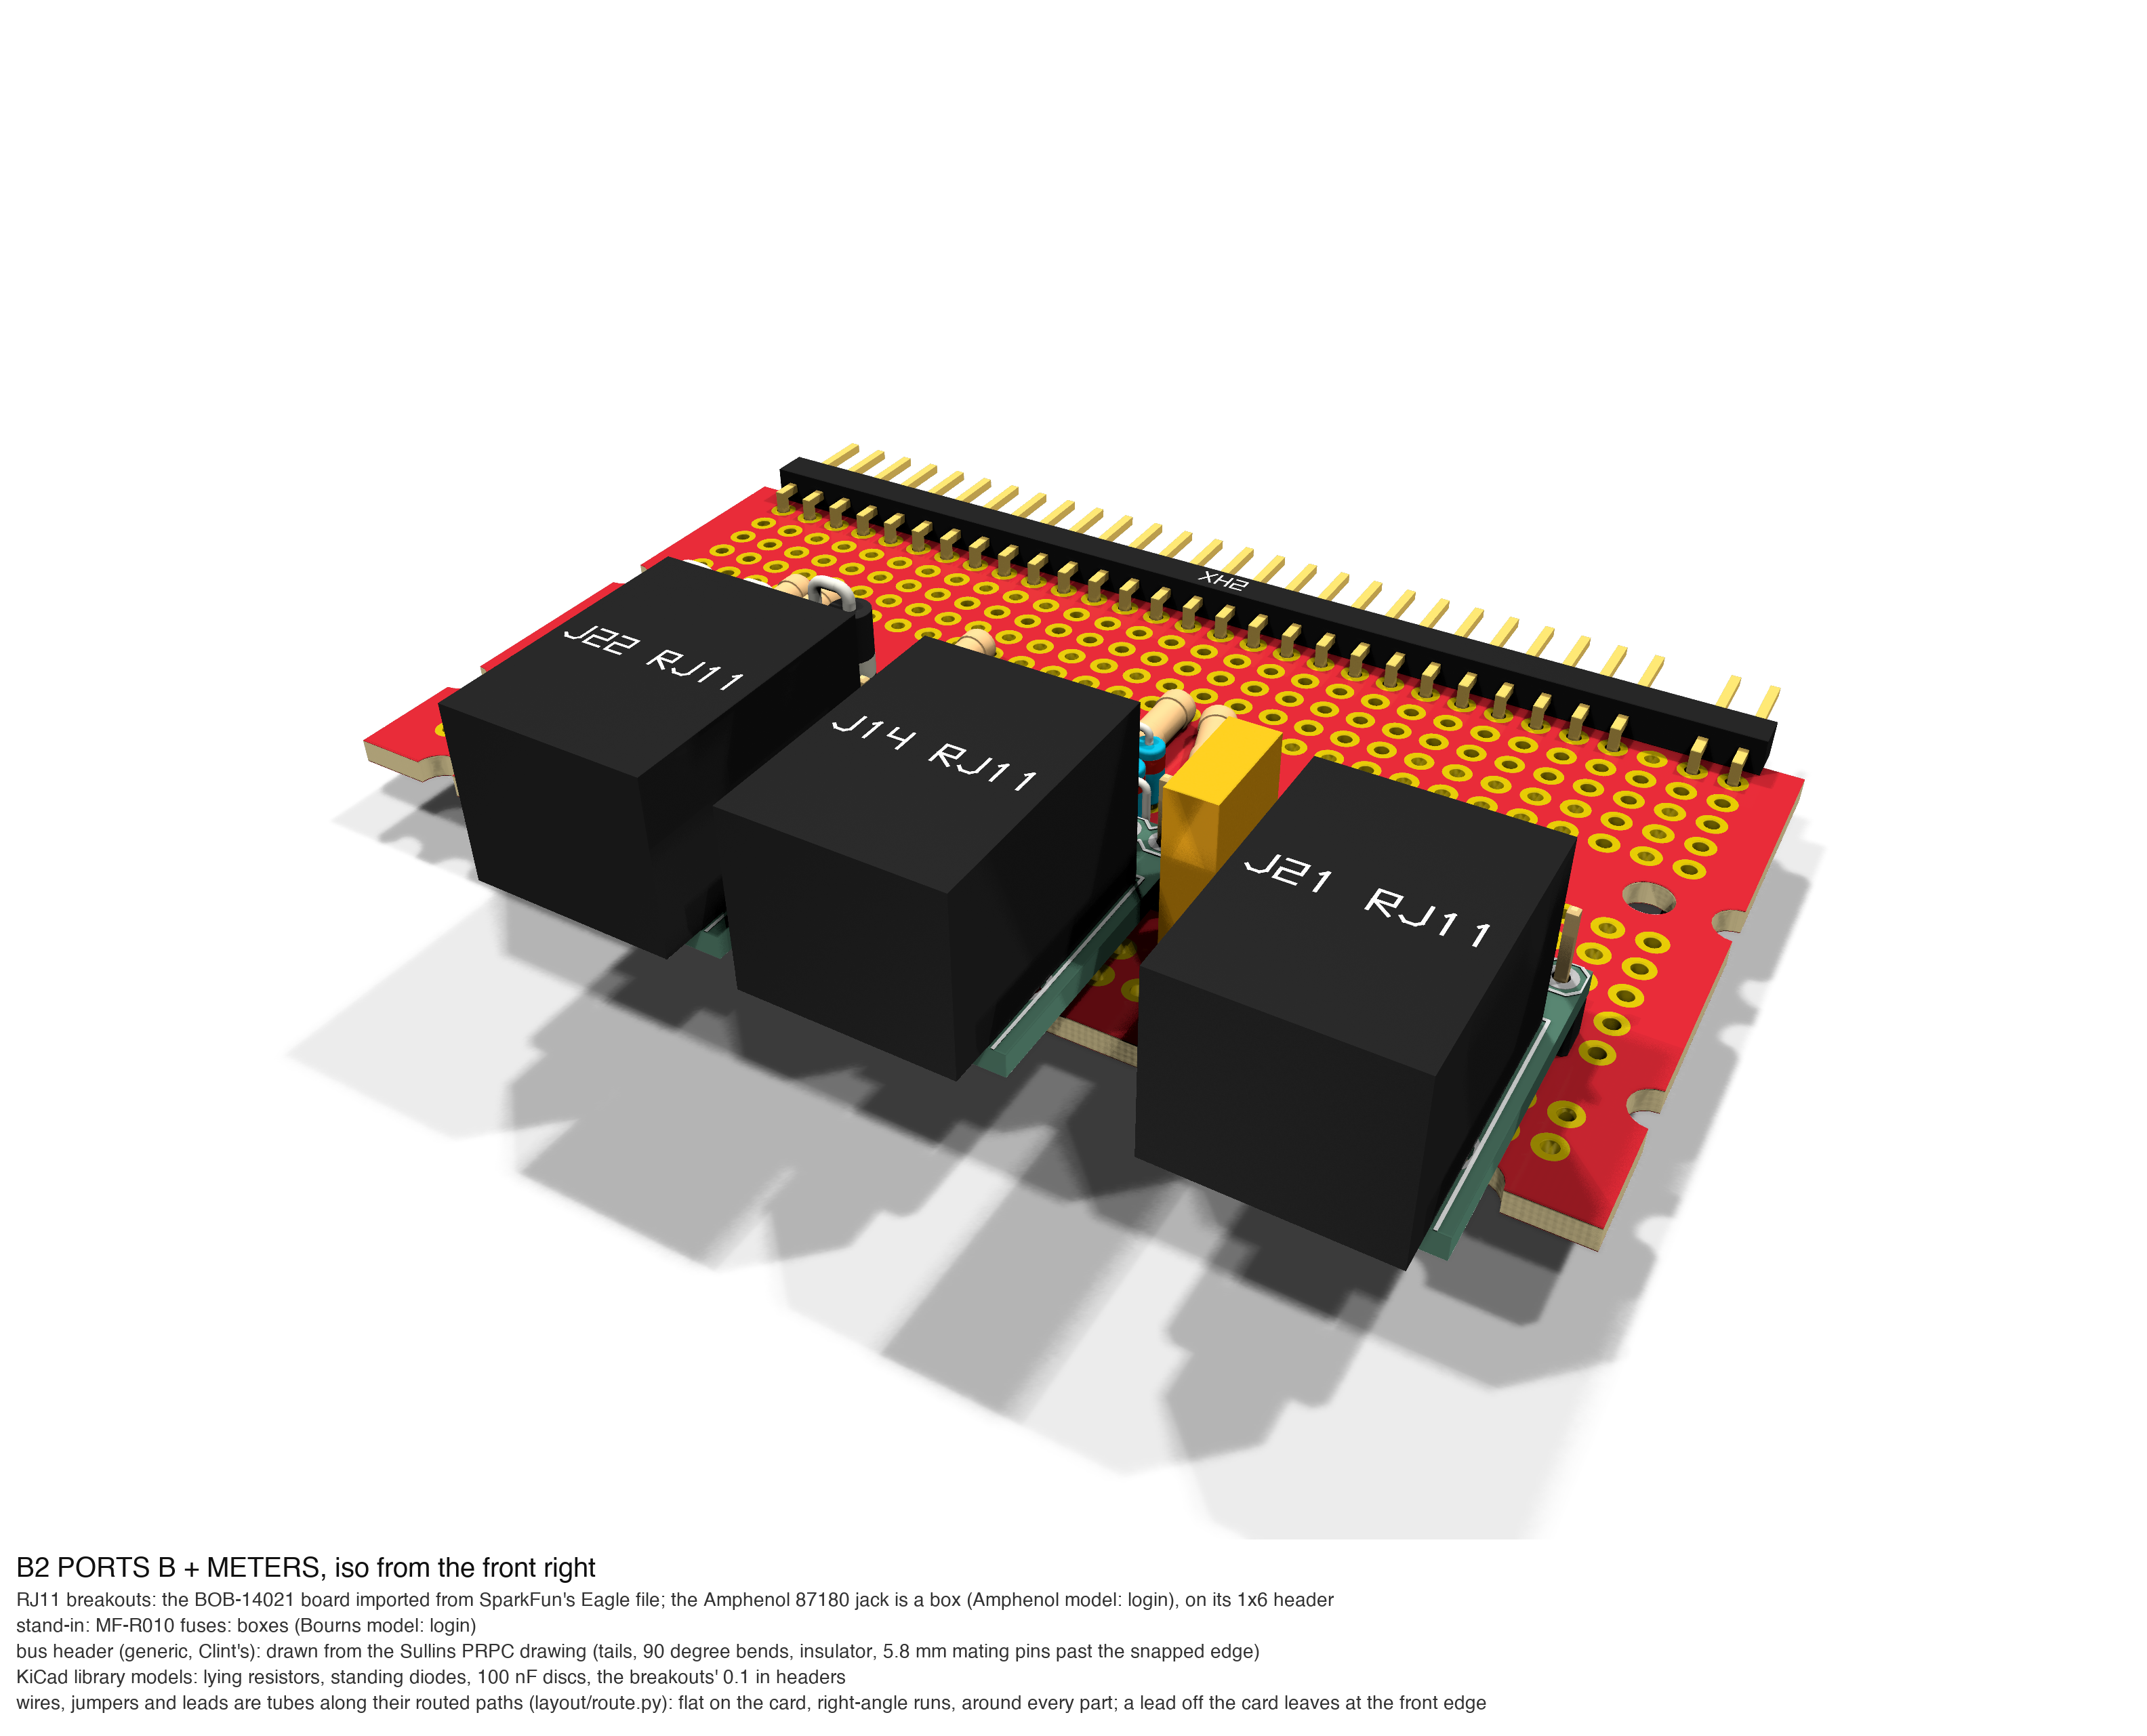 XH2
J22 RJ11
J14 RJ11
J21 RJ11
B2 PORTS B + METERS, iso from the front right
RJ11 breakouts: the BOB-14021 board imported from SparkFun's Eagle file; the Amphenol 87180 jack is a box (Amphenol model: login), on its 1x6 header
stand-in: MF-R010 fuses: boxes (Bourns model: login)
bus header (generic, Clint's): drawn from the Sullins PRPC drawing (tails, 90 degree bends, insulator, 5.8 mm mating pins past the snapped edge)
KiCad library models: lying resistors, standing diodes, 100 nF discs, the breakouts' 0.1 in headers
wires, jumpers and leads are tubes along their routed paths (layout/route.py): flat on the card, right-angle runs, around every part; a lead off the card leaves at the front edge